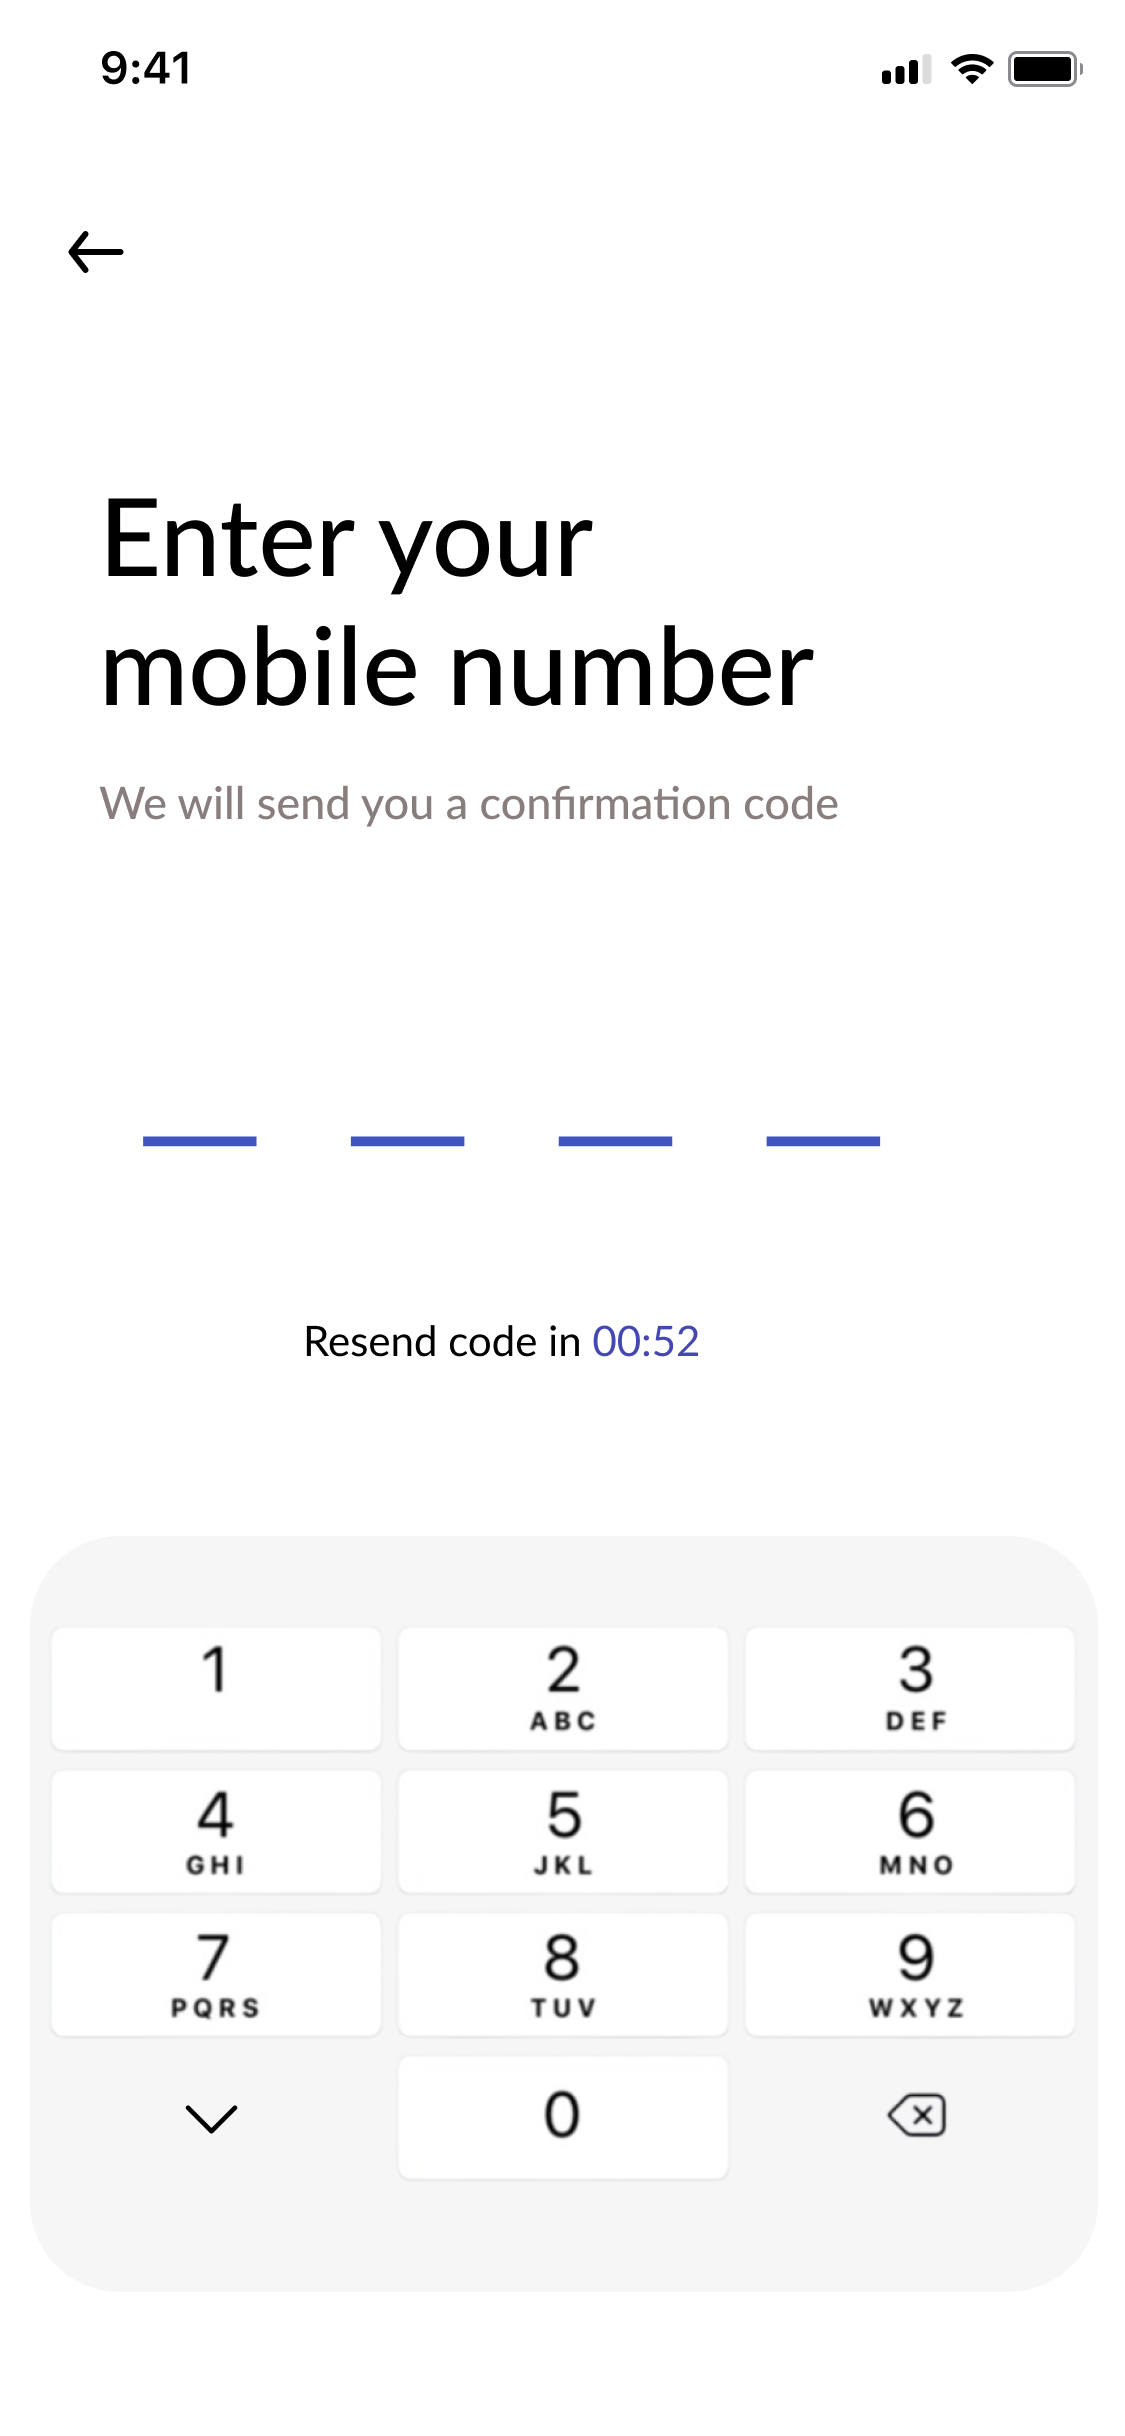 9:41
Enter your
mobile number
We will send you a confirmation code
Resend code in 00:52
1 2 3
ABC DEF
4 5 6
GHI JKL MNO
7 8 9
PQRS TUV WXYZ
0